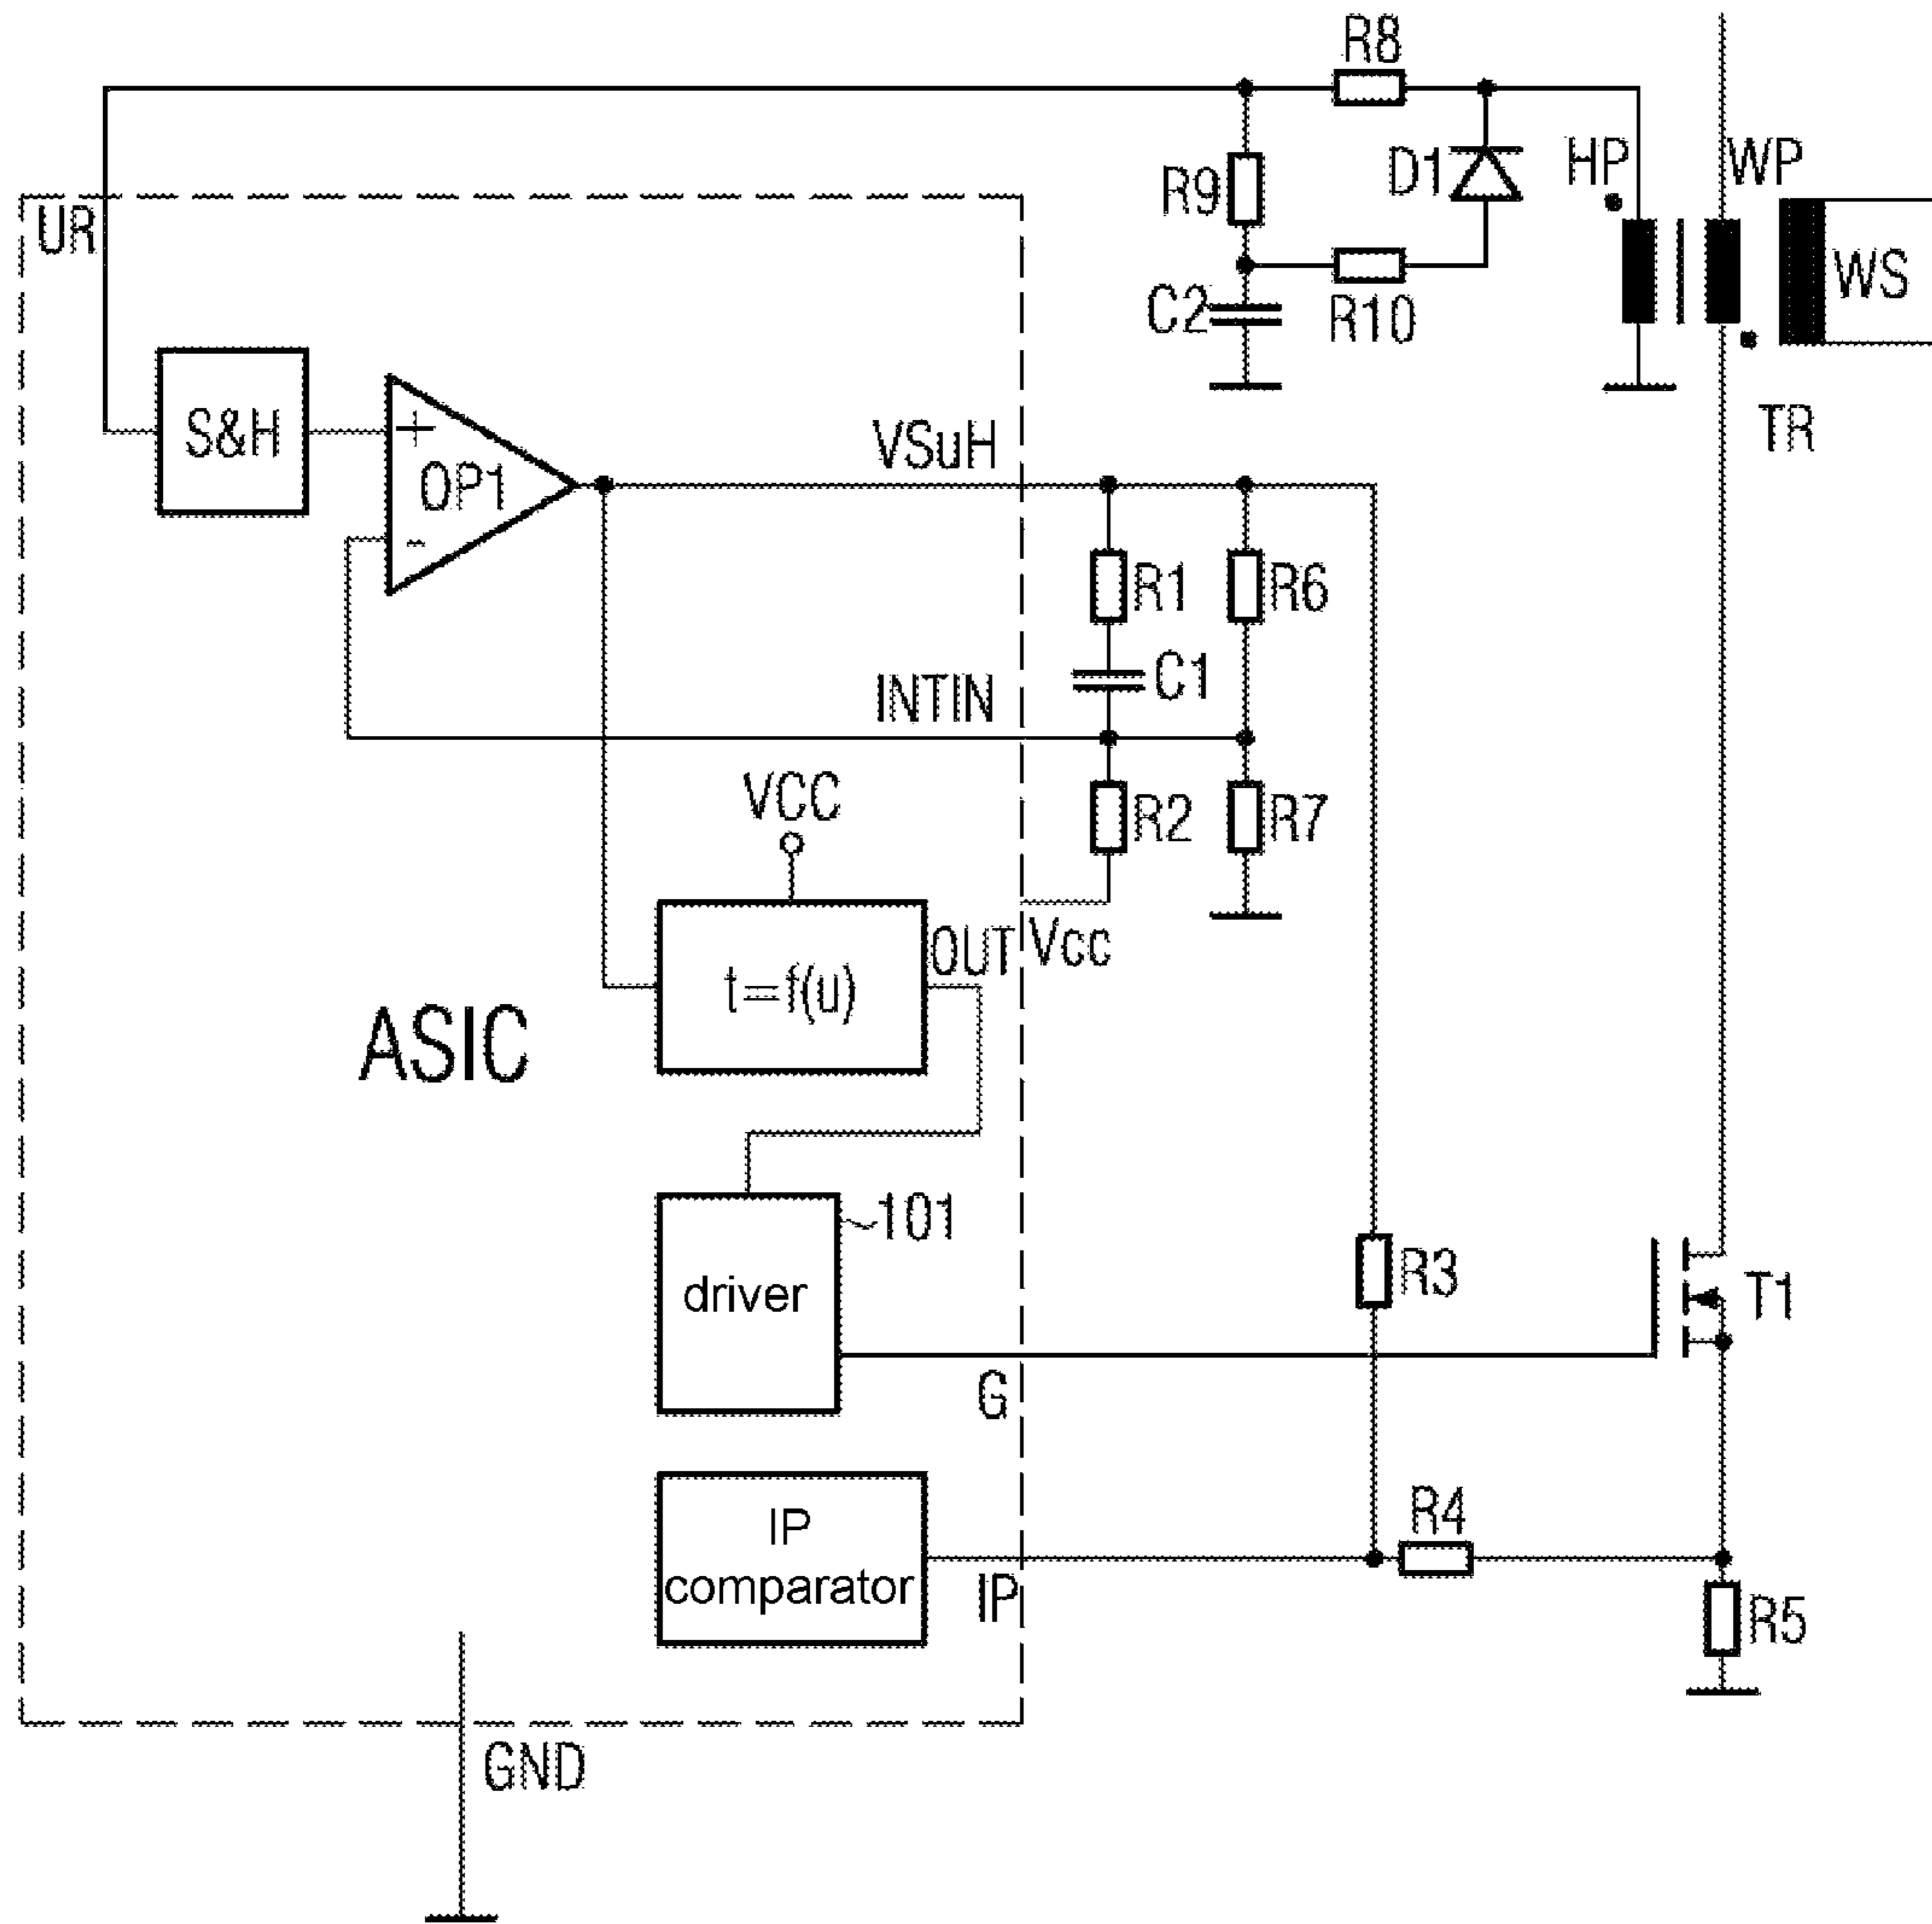 R8
HP
WP
D1
R9
UR
WS
C2
R10
TR
S&H
+
OP1
-
VSuH
R1
R6
C1
INTIN
VCC
R2
R7
OUT
Vcc
t=f(u)
ASIC
~101
driver
R3
T1
G
R4
IP
comparator
IP
R5
GND